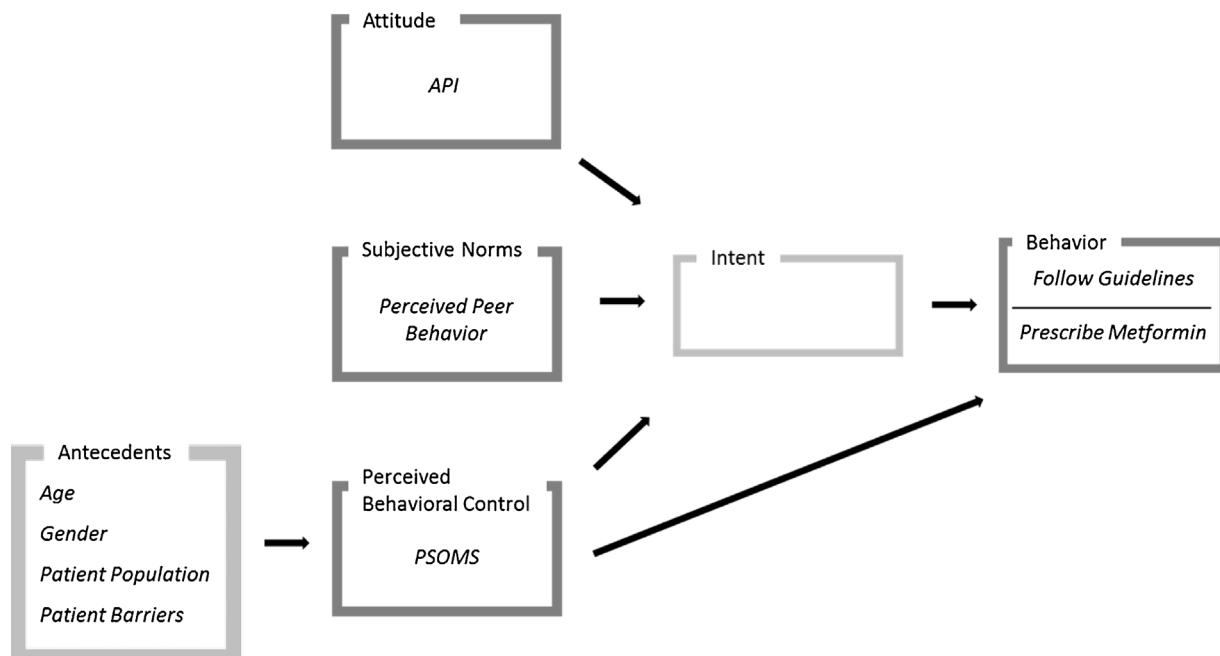 Attitude
API
Subjective Norms
Perceived Peer
Behavior
Intent
Behavior
Follow Guidelines
Prescribe Metformin
Antecedents
Age
Gender
Patient Population
Patient Barriers
Perceived
Behavioral Control
PSOMS